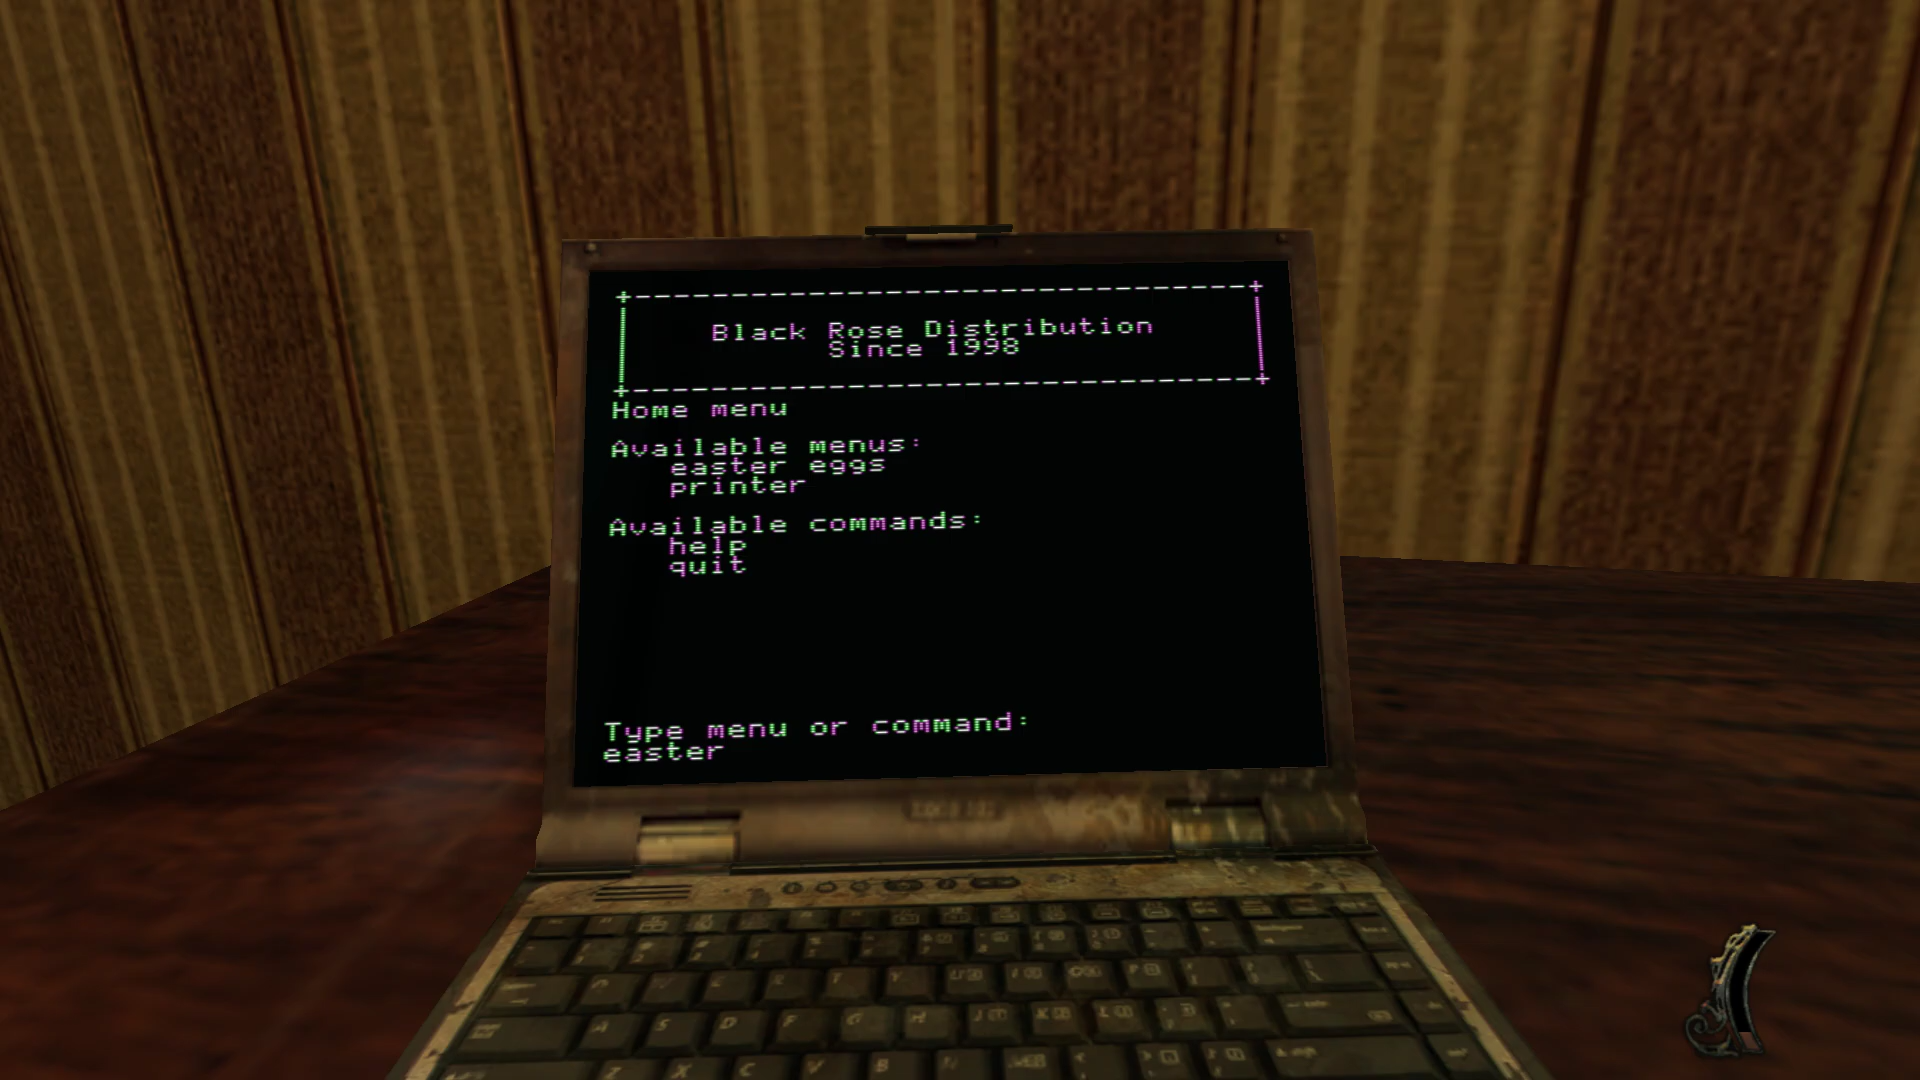 Black Rose Distribution
Since 1998
Home menu
Available menus:
easter eggs
printer
Available commands:
help
quit
Type menu or command:
easter